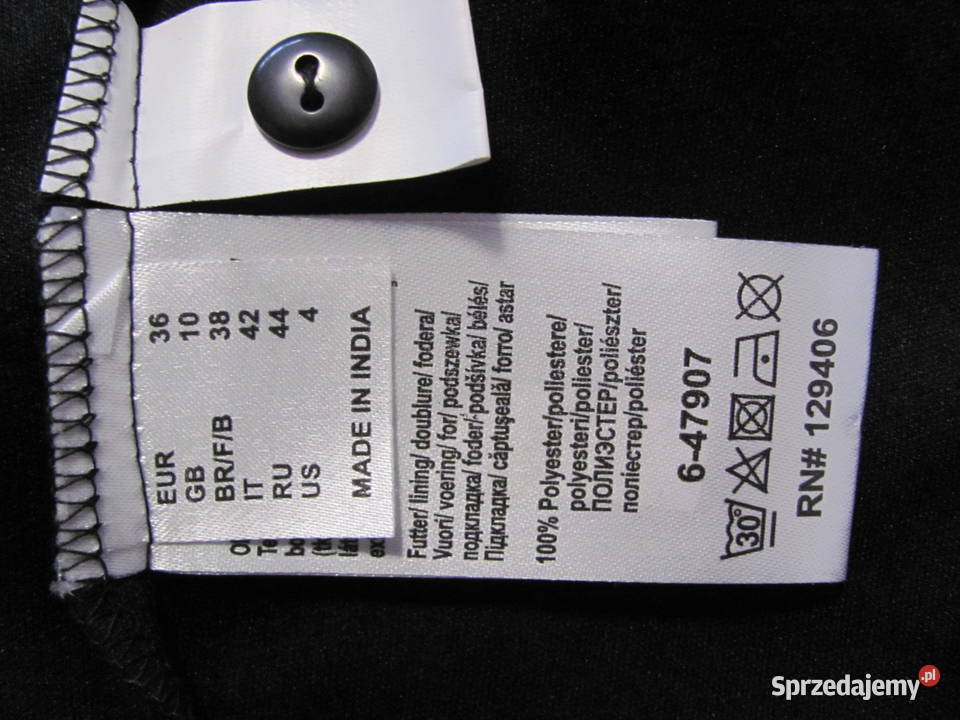 EUR 36
GB 10
BR/F/B 38
IT 42
RU 44
US 4
MADE IN INDIA
Futter/ lining/ doublure/ fodera/
Vuori/ voering/ for/ podszewka/
подкладка/ foder/ podšívka/ bélés/
Підкладка/ căptușeală/ forro/ astar
100% Polyester/poliestere/
polyesteri/poliester/
ПОЛИЭСТЕР/poliészter/
поліестер/poliéster
6-47907
30°
RN# 129406
Sprzedajemy.pl